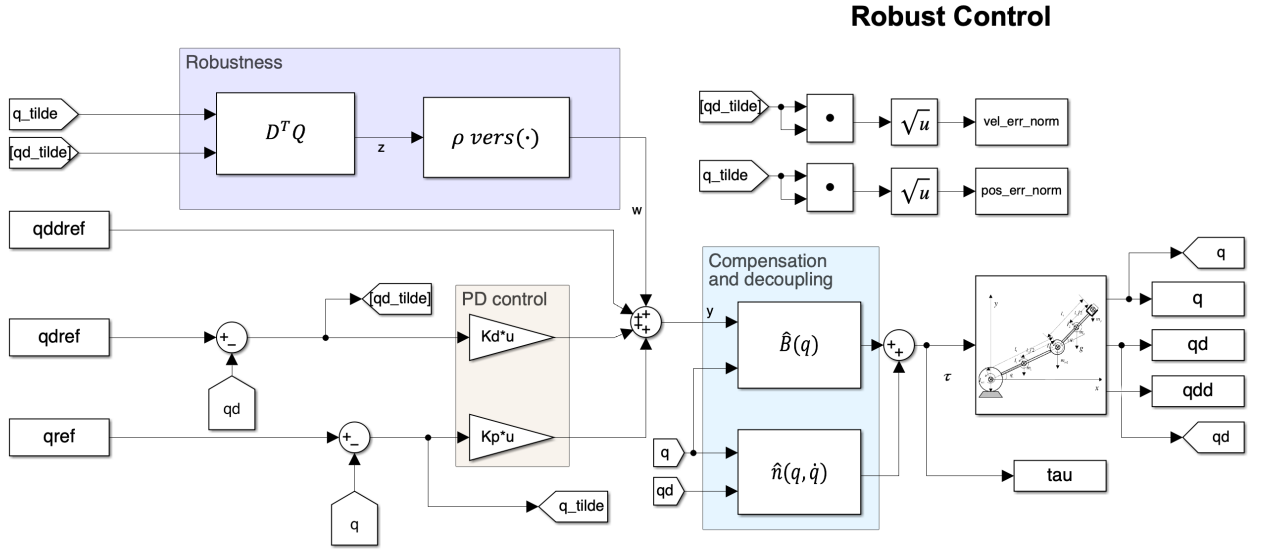 Robust Control
Robustness
q_tilde
[qd_tilde]
D^T Q
z
ρ vers(·)
w
[qd_tilde]
√u
vel_err_norm
q_tilde
√u
pos_err_norm
qddref
qdref
+
−
qd
[qd_tilde]
PD control
Kd*u
Kp*u
qref
+
−
q
q_tilde
+
+
+
+
y
Compensation
and decoupling
B̂(q)
n̂(q, q̇)
q
qd
+
+
τ
y
x
g
q
q
qd
qdd
qd
tau